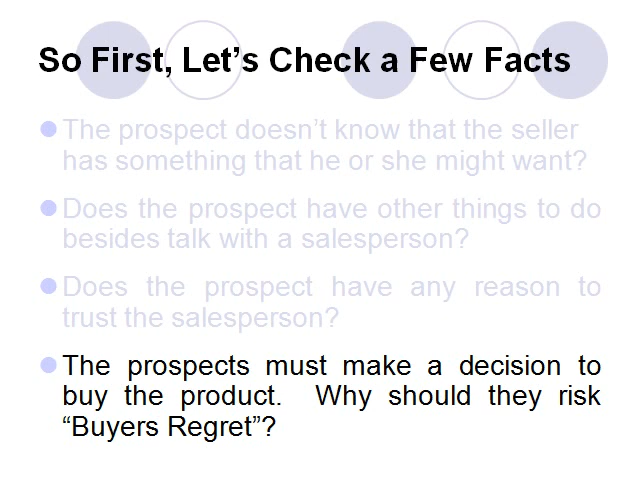 So First, Let’s Check a Few Facts
The prospect doesn’t know that the seller
has something that he or she might want?
Does the prospect have other things to do
besides talk with a salesperson?
Does the prospect have any reason to
trust the salesperson?
The prospects must make a decision to
buy the product.  Why should they risk
“Buyers Regret”?